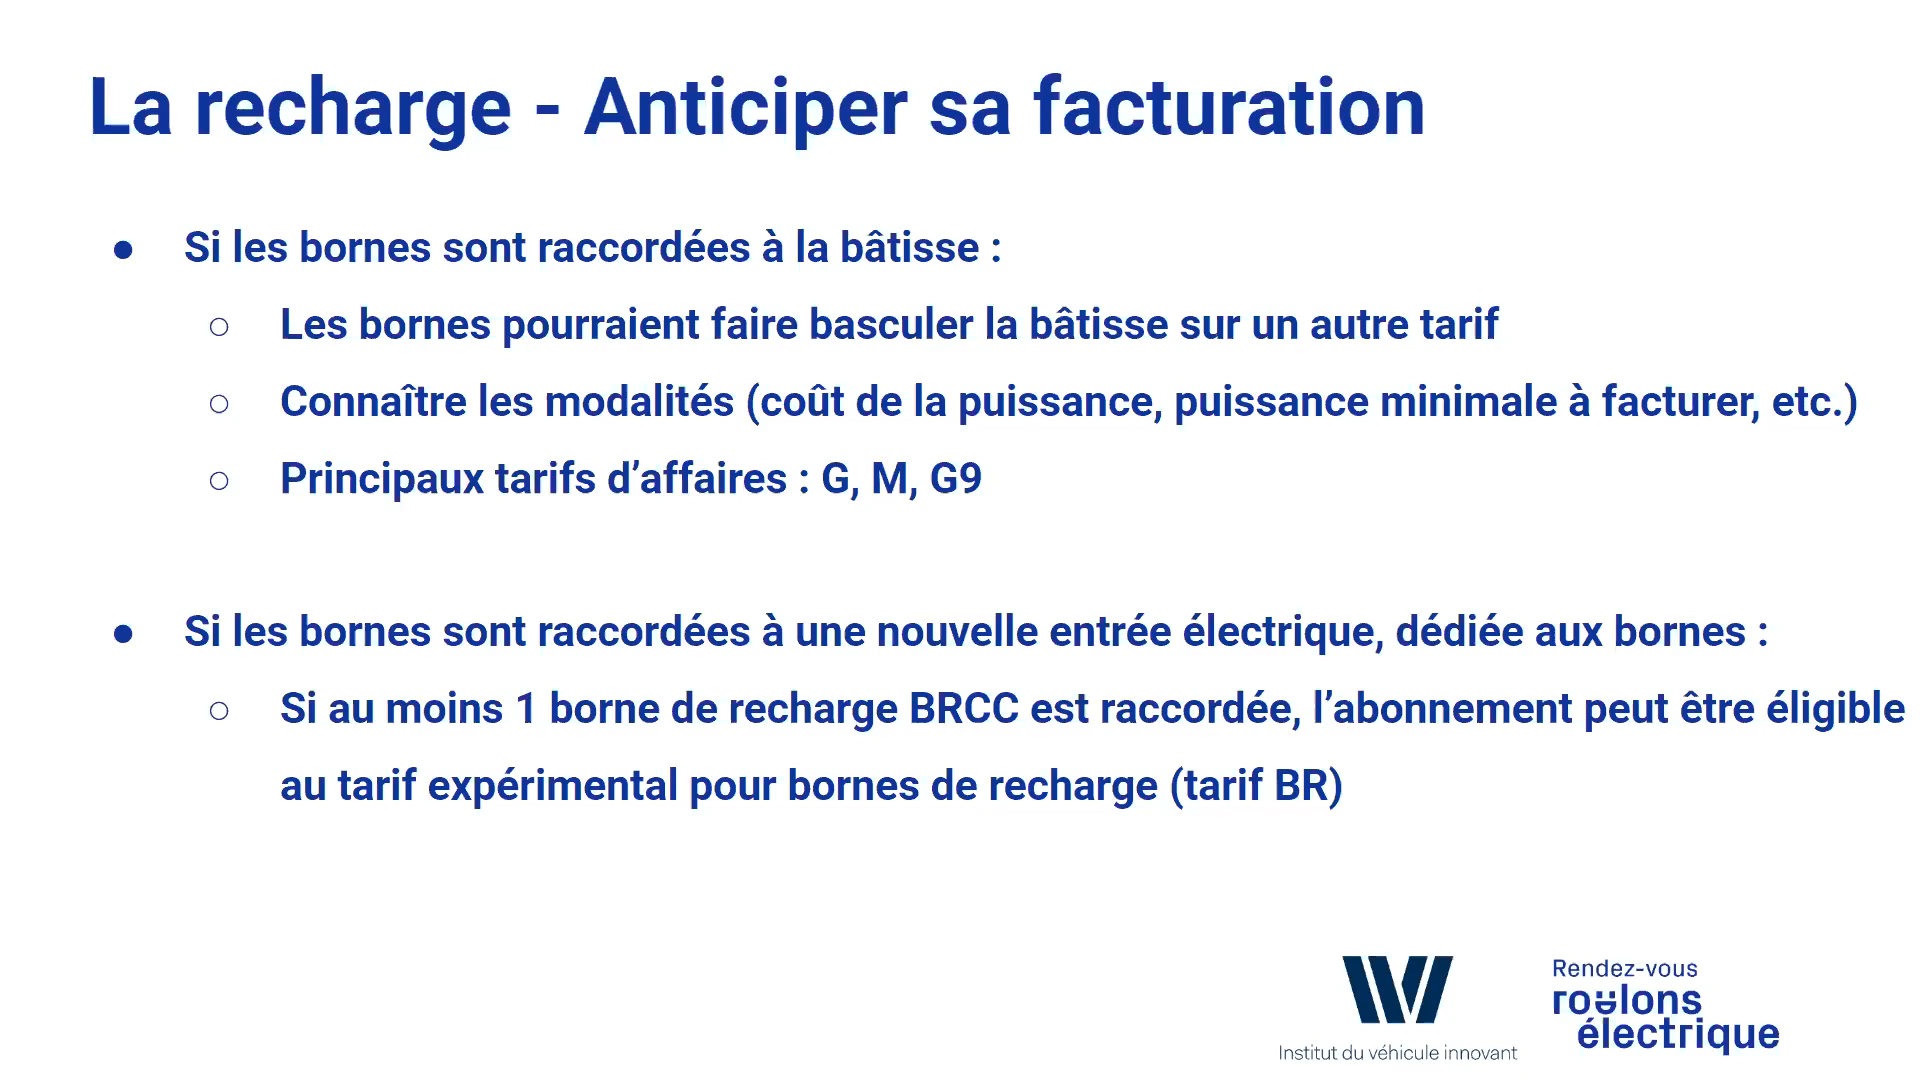 La recharge - Anticiper sa facturation
● Si les bornes sont raccordées à la bâtisse :
○ Les bornes pourraient faire basculer la bâtisse sur un autre tarif
○ Connaître les modalités (coût de la puissance, puissance minimale à facturer, etc.)
○ Principaux tarifs d’affaires : G, M, G9
● Si les bornes sont raccordées à une nouvelle entrée électrique, dédiée aux bornes :
○ Si au moins 1 borne de recharge BRCC est raccordée, l’abonnement peut être éligible
au tarif expérimental pour bornes de recharge (tarif BR)
Institut du véhicule innovant
Rendez-vous
roulons
électrique